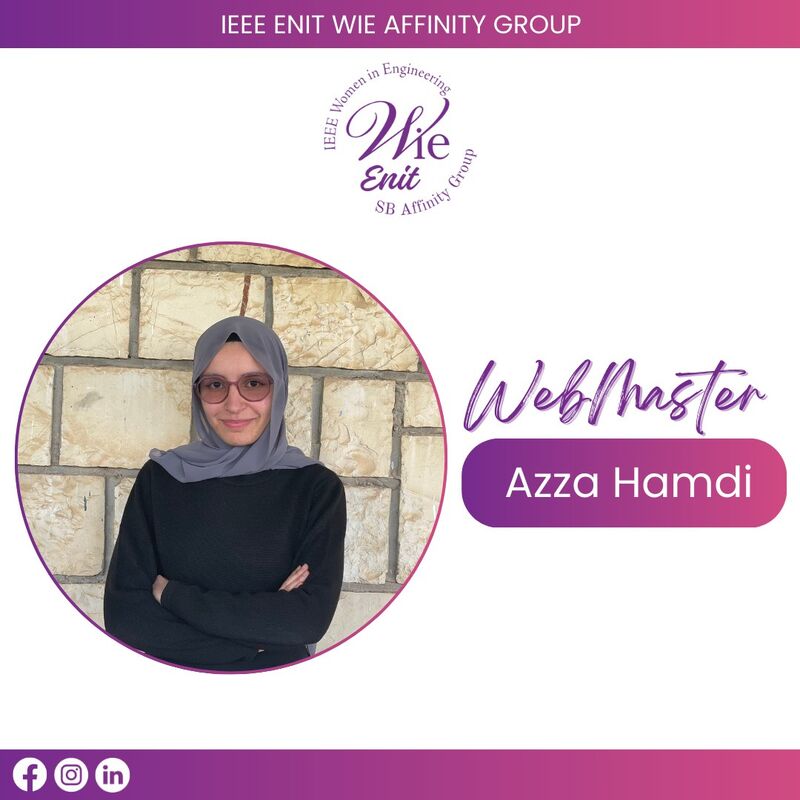 IEEE ENIT WIE AFFINITY GROUP
IEEE Women in Engineering
Wie
Enit
SB Affinity Group
WebMaster
Azza Hamdi